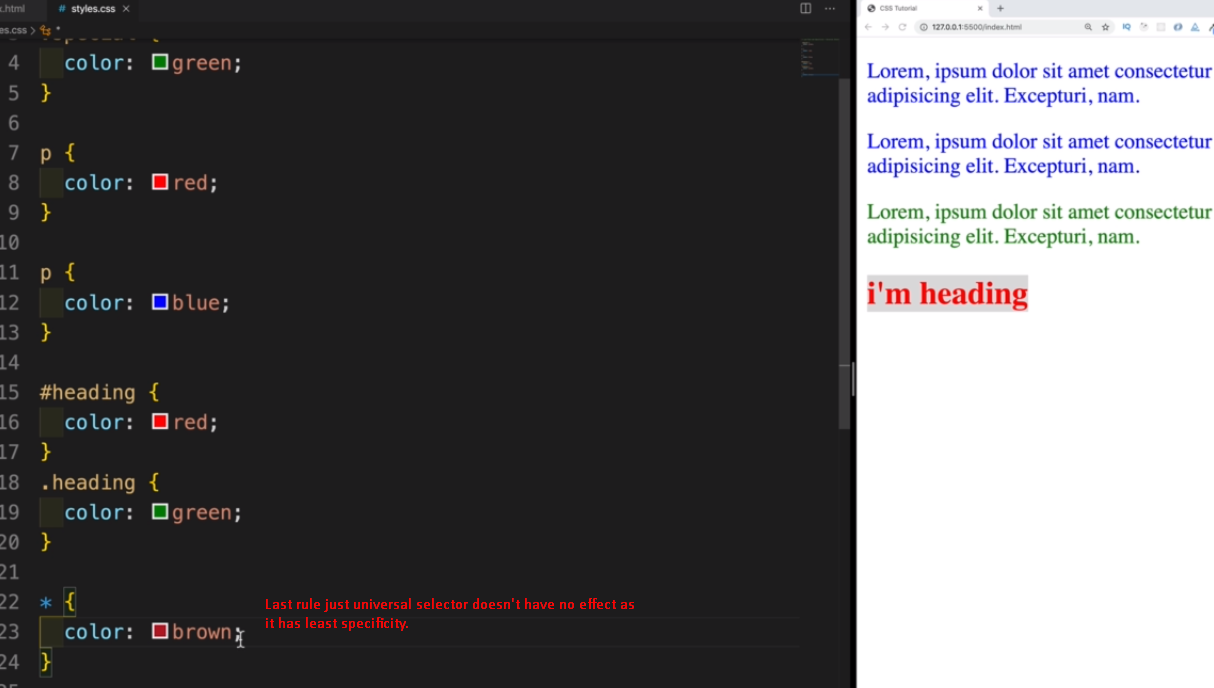 x.html
# styles.css ×
es.css >
4 color: green;
5 }
6
7 p {
8 color: red;
9 }
10
11 p {
12 color: blue;
13 }
14
15 #heading {
16 color: red;
17 }
18 .heading {
19 color: green;
20 }
21
22 * {
23 color: brown;
24 }
Last rule just universal selector doesn't have no effect as
it has least specificity.
CSS Tutorial
127.0.0.1:5500/index.html
Lorem, ipsum dolor sit amet consectetur
adipisicing elit. Excepturi, nam.
Lorem, ipsum dolor sit amet consectetur
adipisicing elit. Excepturi, nam.
Lorem, ipsum dolor sit amet consectetur
adipisicing elit. Excepturi, nam.
i'm heading